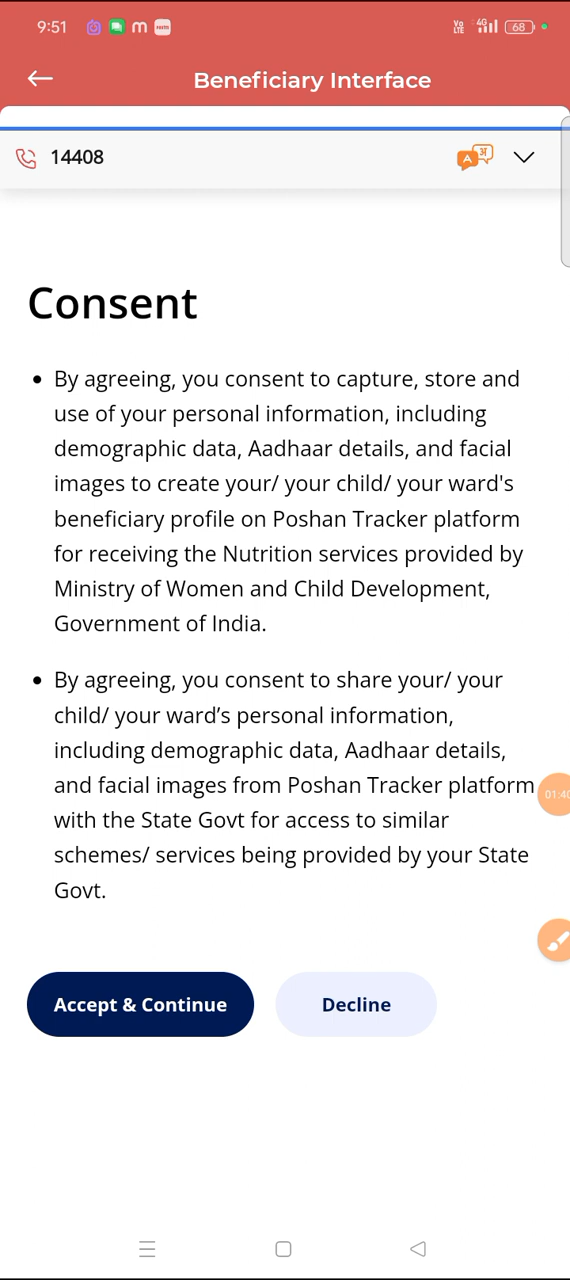 9:51 m paytm Vo LTE 4G 68
Beneficiary Interface
14408 A अ
Consent
• By agreeing, you consent to capture, store and
use of your personal information, including
demographic data, Aadhaar details, and facial
images to create your/ your child/ your ward's
beneficiary profile on Poshan Tracker platform
for receiving the Nutrition services provided by
Ministry of Women and Child Development,
Government of India.
• By agreeing, you consent to share your/ your
child/ your ward’s personal information,
including demographic data, Aadhaar details,
and facial images from Poshan Tracker platform
with the State Govt for access to similar
schemes/ services being provided by your State
Govt.
Accept & Continue Decline